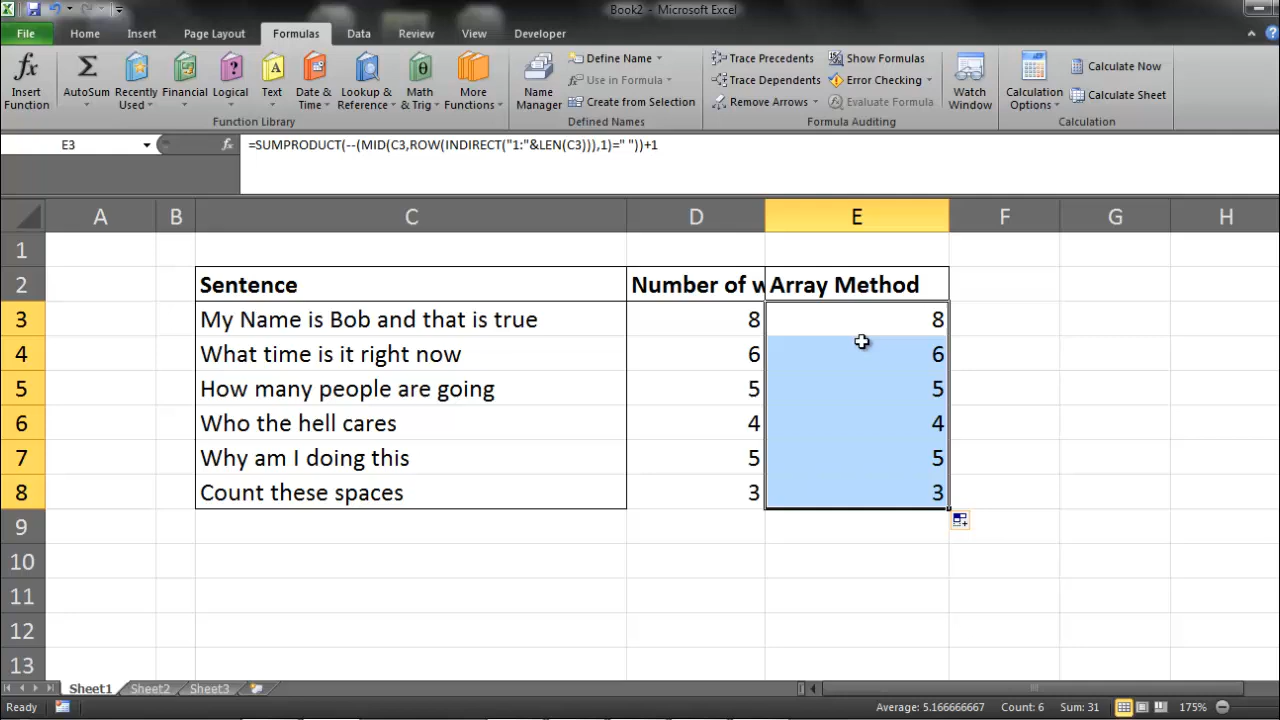 Book2 - Microsoft Excel
File Home Insert Page Layout Formulas Data Review View Developer
Insert Function
AutoSum
Recently Used
Financial
Logical
Text
Date & Time
Lookup & Reference
Math & Trig
More Functions
Function Library
Name Manager
Define Name
Use in Formula
Create from Selection
Defined Names
Trace Precedents
Trace Dependents
Remove Arrows
Show Formulas
Error Checking
Evaluate Formula
Formula Auditing
Watch Window
Calculation Options
Calculate Now
Calculate Sheet
Calculation
E3 fx =SUMPRODUCT(--(MID(C3,ROW(INDIRECT("1:"&LEN(C3))),1)=" "))+1
A B C D E F G H
1
2 Sentence Number of w Array Method
3 My Name is Bob and that is true 8 8
4 What time is it right now 6 6
5 How many people are going 5 5
6 Who the hell cares 4 4
7 Why am I doing this 5 5
8 Count these spaces 3 3
9
10
11
12
13
Sheet1 Sheet2 Sheet3
Ready Average: 5.166666667 Count: 6 Sum: 31 175%